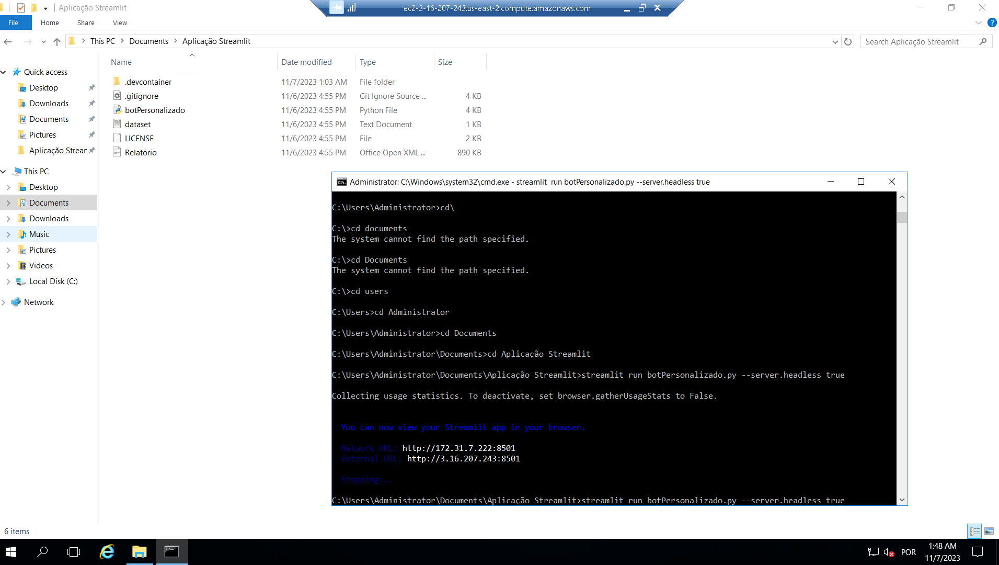 Aplicação Streamlit
ec2-3-16-207-243.us-east-2.compute.amazonaws.com
File
Home
Share
View
?
This PC
Documents
Aplicação Streamlit
Search Aplicação Streamlit
Name
Date modified
Type
Size
.devcontainer
11/7/2023 1:03 AM
File folder
.gitignore
11/6/2023 4:55 PM
Git Ignore Source ...
4 KB
botPersonalizado
11/6/2023 4:55 PM
Python File
4 KB
dataset
11/6/2023 4:55 PM
Text Document
1 KB
LICENSE
11/6/2023 4:55 PM
File
2 KB
Relatório
11/6/2023 4:55 PM
Office Open XML ...
890 KB
Quick access
Desktop
Downloads
Documents
Pictures
Aplicação Strear
This PC
Desktop
Documents
Downloads
Music
Pictures
Videos
Local Disk (C:)
Network
Administrator: C:\Windows\system32\cmd.exe - streamlit  run botPersonalizado.py --server.headless true
C:\Users\Administrator>cd\
C:\>cd documents
The system cannot find the path specified.
C:\>cd Documents
The system cannot find the path specified.
C:\>cd users
C:\Users>cd Administrator
C:\Users\Administrator>cd Documents
C:\Users\Administrator\Documents>cd Aplicação Streamlit
C:\Users\Administrator\Documents\Aplicação Streamlit>streamlit run botPersonalizado.py --server.headless true
Collecting usage statistics. To deactivate, set browser.gatherUsageStats to False.
You can now view your Streamlit app in your browser.
Network URL: http://172.31.7.222:8501
External URL: http://3.16.207.243:8501
Stopping...
C:\Users\Administrator\Documents\Aplicação Streamlit>streamlit run botPersonalizado.py --server.headless true
6 items
POR
1:48 AM
11/7/2023